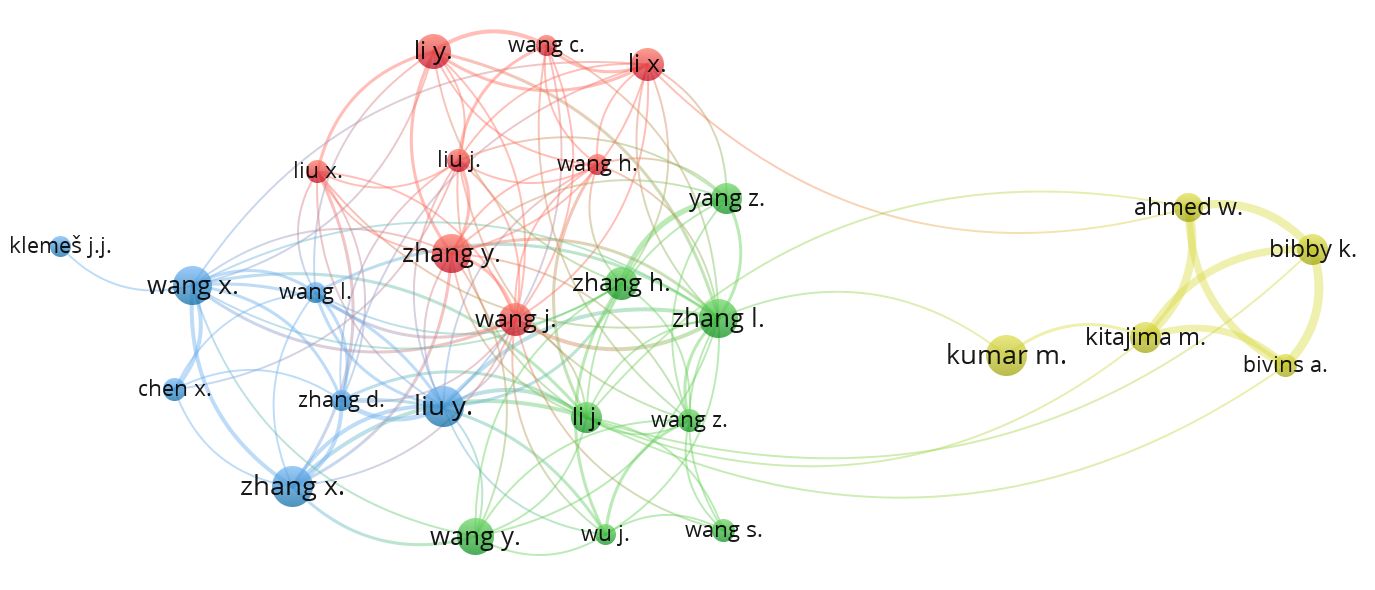 li y.
wang c.
li x.
liu x.
liu j.
wang h.
yang z.
ahmed w.
klemeš j.j.
bibby k.
zhang y.
wang x.
wang l.
zhang h.
wang j.
zhang l.
kitajima m.
kumar m.
bivins a.
chen x.
zhang d.
liu y.
li j.
wang z.
zhang x.
wang y.
wu j.
wang s.